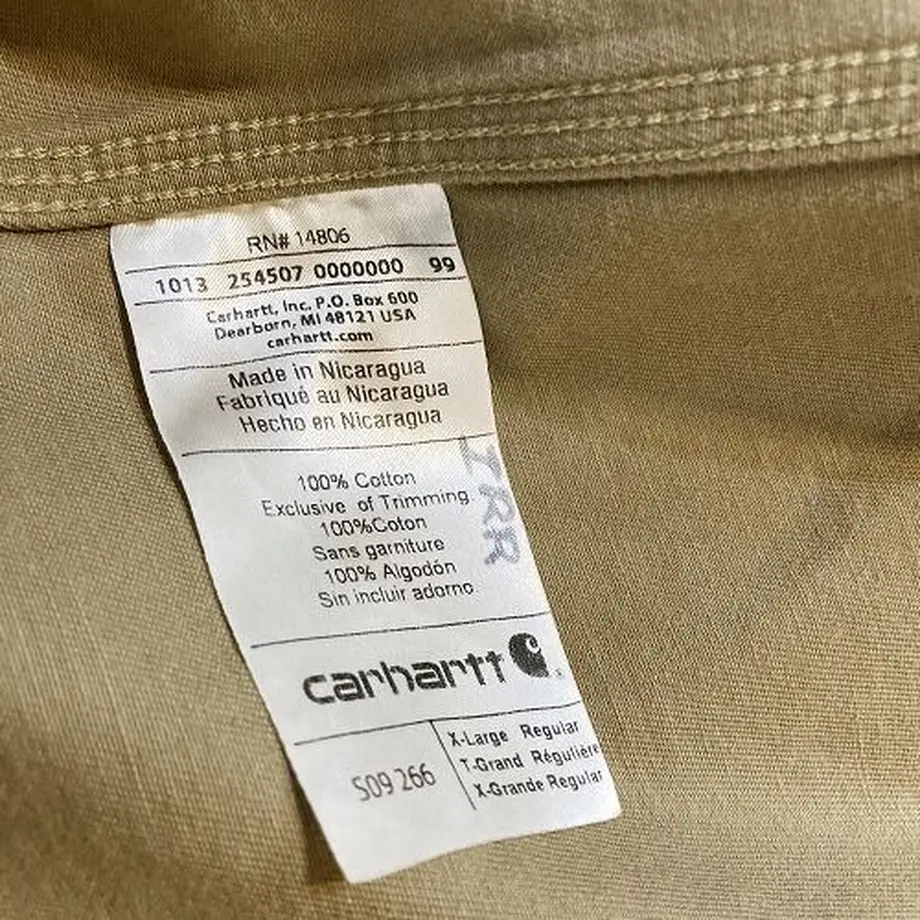 RN# 14806
1013 254507 0000000 99
Carhartt, Inc. P.O. Box 600
Dearborn, MI 48121 USA
carhartt.com
Made in Nicaragua
Fabriqué au Nicaragua
Hecho en Nicaragua
100% Cotton
Exclusive of Trimming
100%Coton
Sans garniture
100% Algodón
Sin incluir adorno
IRR
carhartt
S09 266
X-Large Regular
T-Grand Régulière
X-Grande Regular